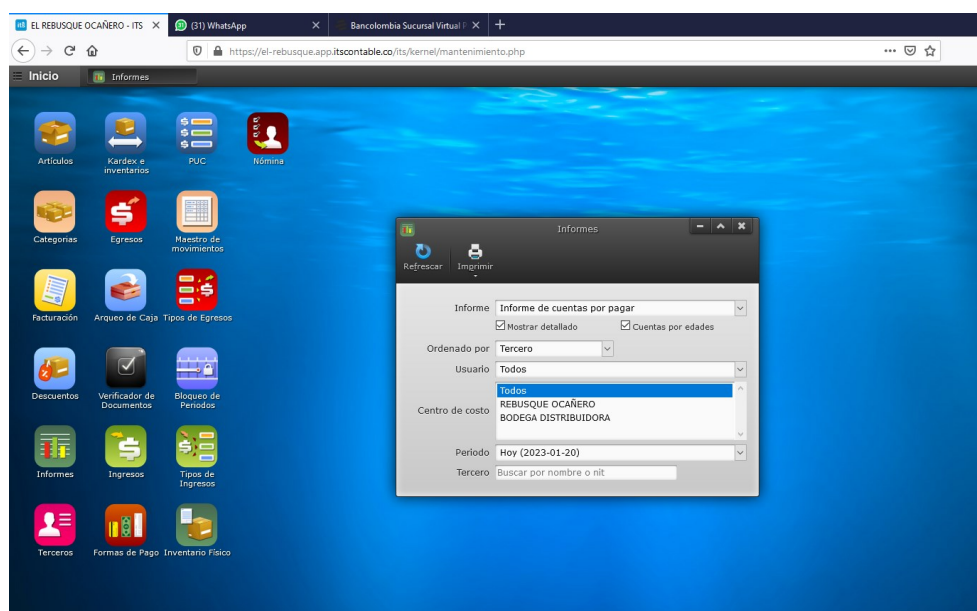 EL REBUSQUE OCAÑERO - ITS
(31) WhatsApp
Bancolombia Sucursal Virtual P
https://el-rebusque.app.itscontable.co/its/kernel/mantenimiento.php
Inicio
Informes
Artículos
Kardex e inventarios
PUC
Nómina
Categorias
Egresos
Maestro de movimientos
Facturación
Arqueo de Caja
Tipos de Egresos
Descuentos
Verificador de Documentos
Bloqueo de Periodos
Informes
Ingresos
Tipos de Ingresos
Terceros
Formas de Pago
Inventario Físico
Informes
Refrescar
Imprimir
Informe
Informe de cuentas por pagar
Mostrar detallado
Cuentas por edades
Ordenado por
Tercero
Usuario
Todos
Centro de costo
Todos
REBUSQUE OCAÑERO
BODEGA DISTRIBUIDORA
Periodo
Hoy (2023-01-20)
Tercero
Buscar por nombre o nit